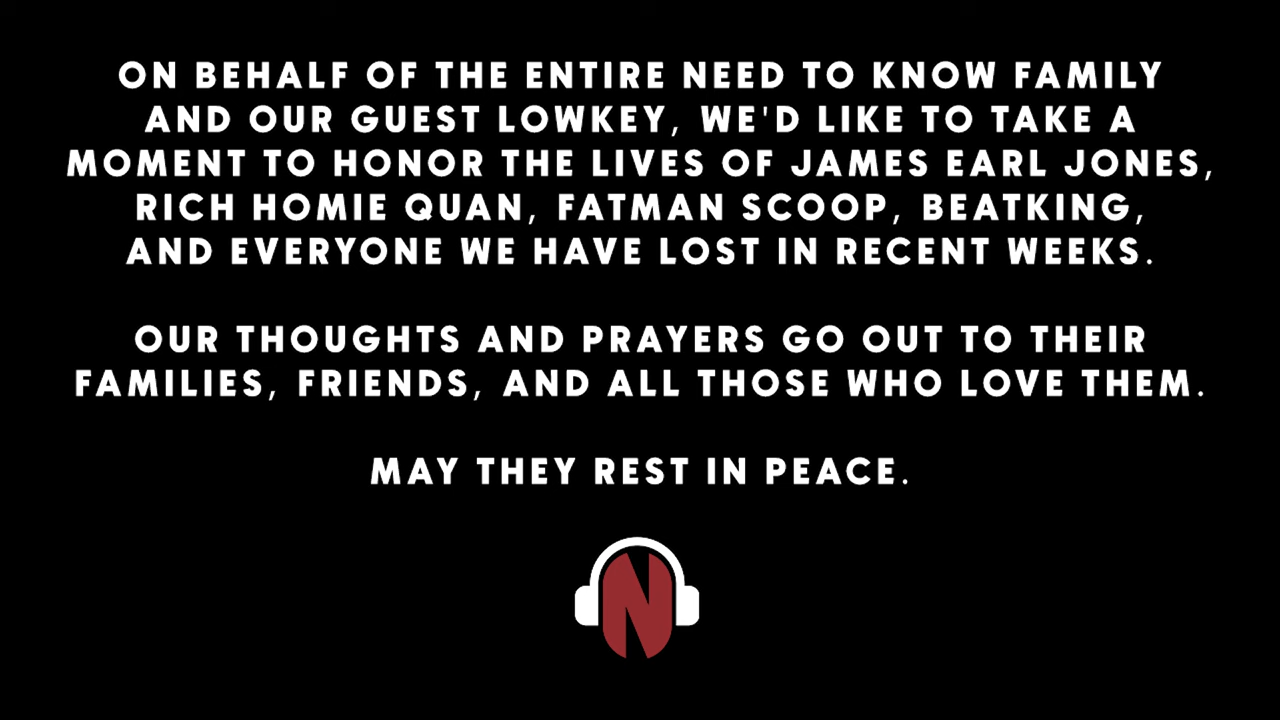 ON BEHALF OF THE ENTIRE NEED TO KNOW FAMILY
AND OUR GUEST LOWKEY, WE'D LIKE TO TAKE A
MOMENT TO HONOR THE LIVES OF JAMES EARL JONES,
RICH HOMIE QUAN, FATMAN SCOOP, BEATKING,
AND EVERYONE WE HAVE LOST IN RECENT WEEKS.
OUR THOUGHTS AND PRAYERS GO OUT TO THEIR
FAMILIES, FRIENDS, AND ALL THOSE WHO LOVE THEM.
MAY THEY REST IN PEACE.
N